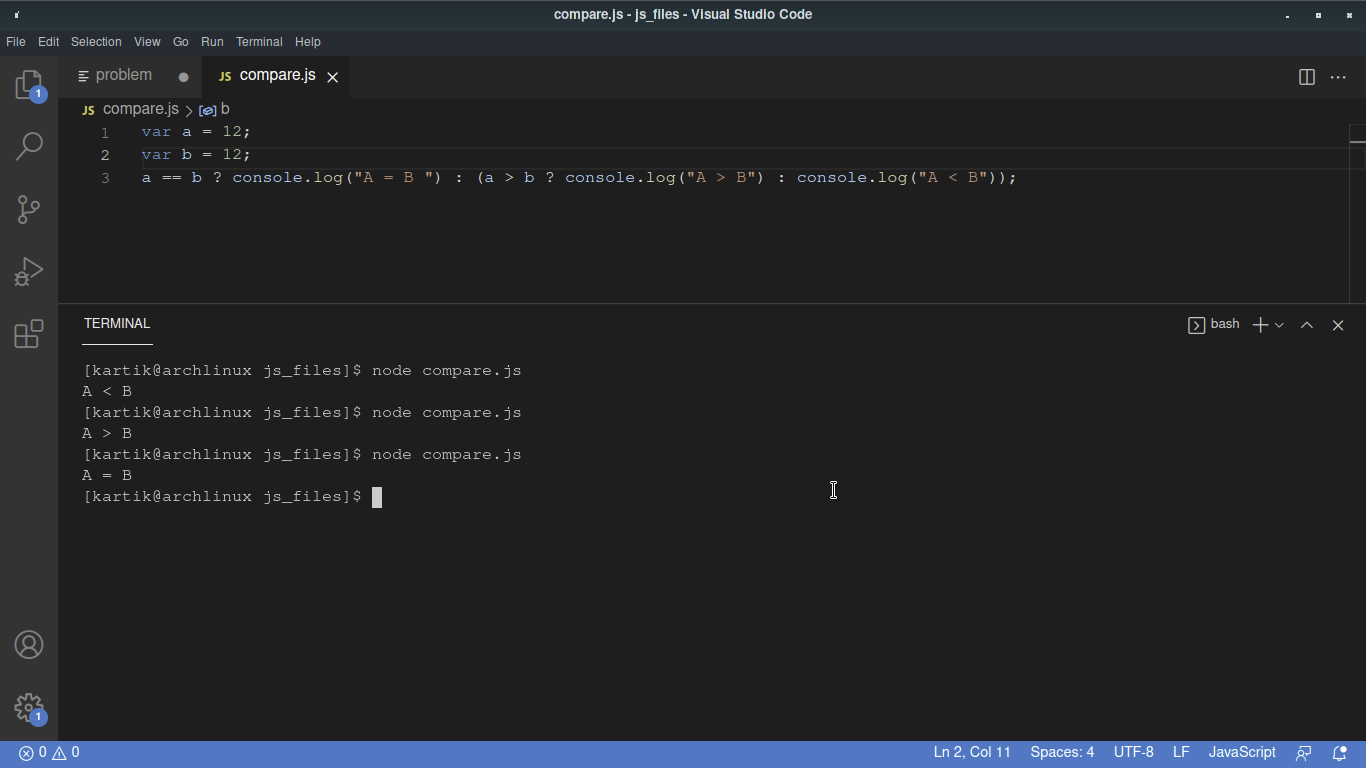 compare.js - js_files - Visual Studio Code
File Edit Selection View Go Run Terminal Help
problem JS compare.js
JS compare.js > b
1 var a = 12;
2 var b = 12;
3 a == b ? console.log("A = B ") : (a > b ? console.log("A > B") : console.log("A < B"));
TERMINAL bash
[kartik@archlinux js_files]$ node compare.js
A < B
[kartik@archlinux js_files]$ node compare.js
A > B
[kartik@archlinux js_files]$ node compare.js
A = B
[kartik@archlinux js_files]$
1
1
0 0 Ln 2, Col 11 Spaces: 4 UTF-8 LF JavaScript